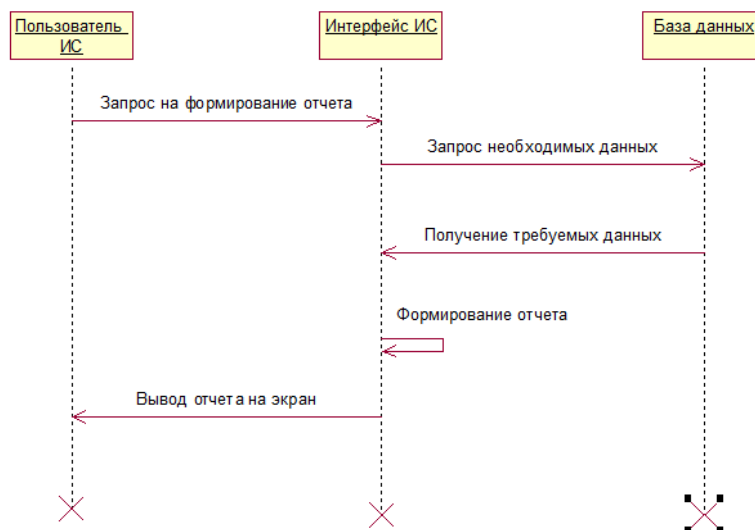 Пользователь
ИС
Интерфейс ИС
База данных
Запрос на формирование отчета
Запрос необходимых данных
Получение требуемых данных
Формирование отчета
Вывод отчета на экран